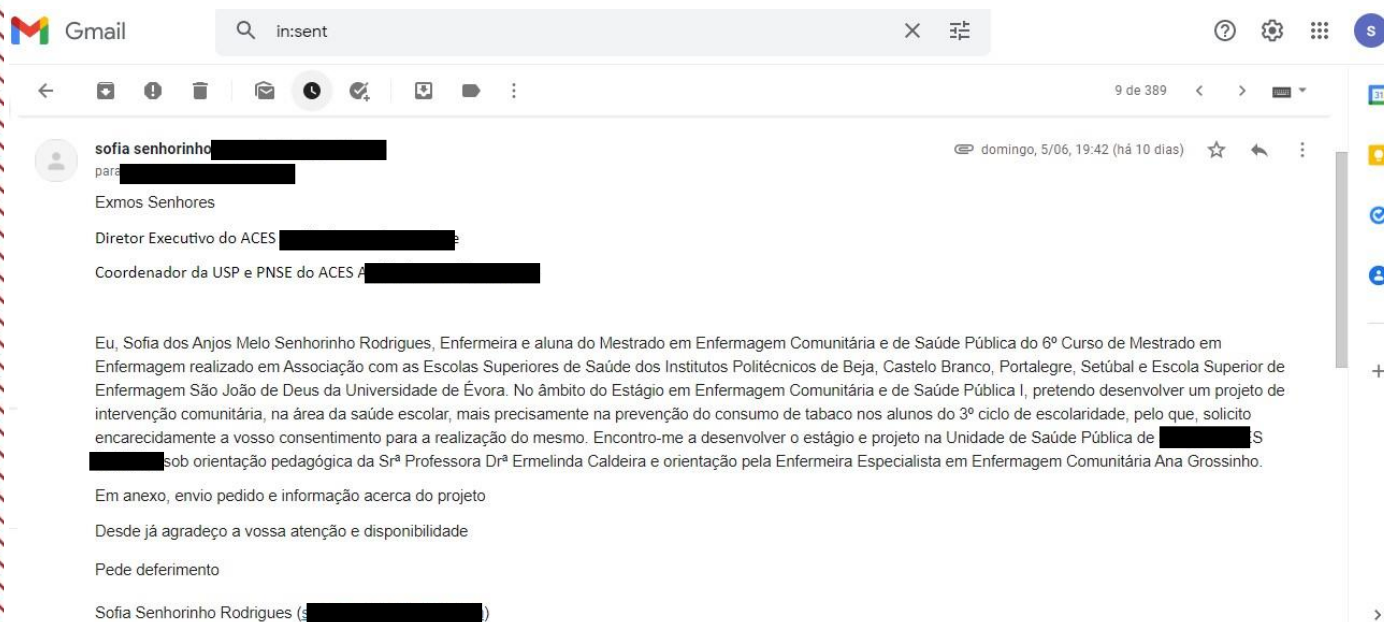 Gmail
in:sent
S
9 de 389
31
sofia senhorinho
domingo, 5/06, 19:42 (há 10 dias)
para
Exmos Senhores
Diretor Executivo do ACES
Coordenador da USP e PNSE do ACES A
Eu, Sofia dos Anjos Melo Senhorinho Rodrigues, Enfermeira e aluna do Mestrado em Enfermagem Comunitária e de Saúde Pública do 6º Curso de Mestrado em
Enfermagem realizado em Associação com as Escolas Superiores de Saúde dos Institutos Politécnicos de Beja, Castelo Branco, Portalegre, Setúbal e Escola Superior de
Enfermagem São João de Deus da Universidade de Évora. No âmbito do Estágio em Enfermagem Comunitária e de Saúde Pública I, pretendo desenvolver um projeto de
intervenção comunitária, na área da saúde escolar, mais precisamente na prevenção do consumo de tabaco nos alunos do 3º ciclo de escolaridade, pelo que, solicito
encarecidamente a vosso consentimento para a realização do mesmo. Encontro-me a desenvolver o estágio e projeto na Unidade de Saúde Pública de
sob orientação pedagógica da Srª Professora Drª Ermelinda Caldeira e orientação pela Enfermeira Especialista em Enfermagem Comunitária Ana Grossinho.
Em anexo, envio pedido e informação acerca do projeto
Desde já agradeço a vossa atenção e disponibilidade
Pede deferimento
Sofia Senhorinho Rodrigues (s )